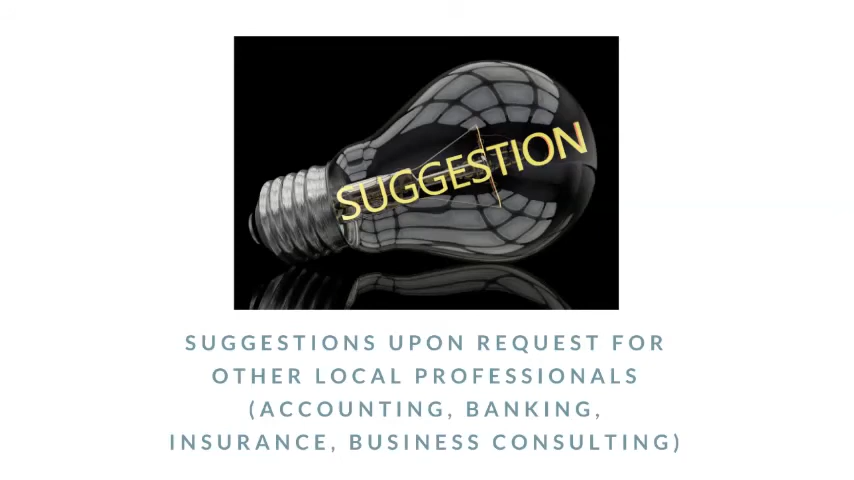 SUGGESTION
SUGGESTIONS UPON REQUEST FOR
OTHER LOCAL PROFESSIONALS
(ACCOUNTING, BANKING,
INSURANCE, BUSINESS CONSULTING)